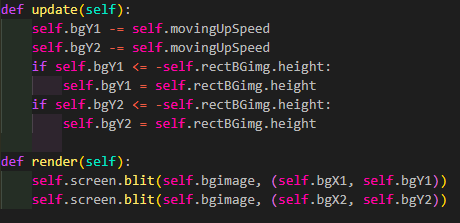 def update(self):
    self.bgY1 -= self.movingUpSpeed
    self.bgY2 -= self.movingUpSpeed
    if self.bgY1 <= -self.rectBGimg.height:
        self.bgY1 = self.rectBGimg.height
    if self.bgY2 <= -self.rectBGimg.height:
        self.bgY2 = self.rectBGimg.height
def render(self):
    self.screen.blit(self.bgimage, (self.bgX1, self.bgY1))
    self.screen.blit(self.bgimage, (self.bgX2, self.bgY2))